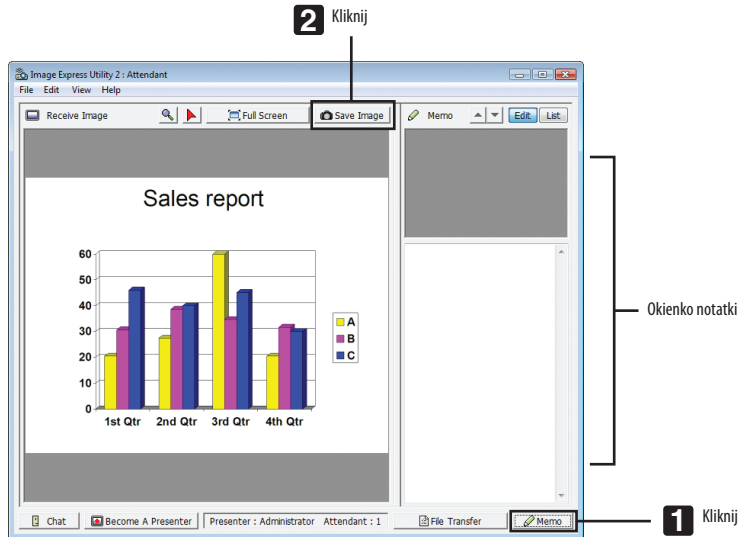 2 Kliknij
Image Express Utility 2 : Attendant
File Edit View Help
Receive Image Full Screen Save Image Memo Edit List
Sales report
60
50
40
30
20
10
0
1st Qtr 2nd Qtr 3rd Qtr 4th Qtr
A
B
C
Okienko notatki
Chat Become A Presenter Presenter : Administrator Attendant : 1 File Transfer Memo
1 Kliknij